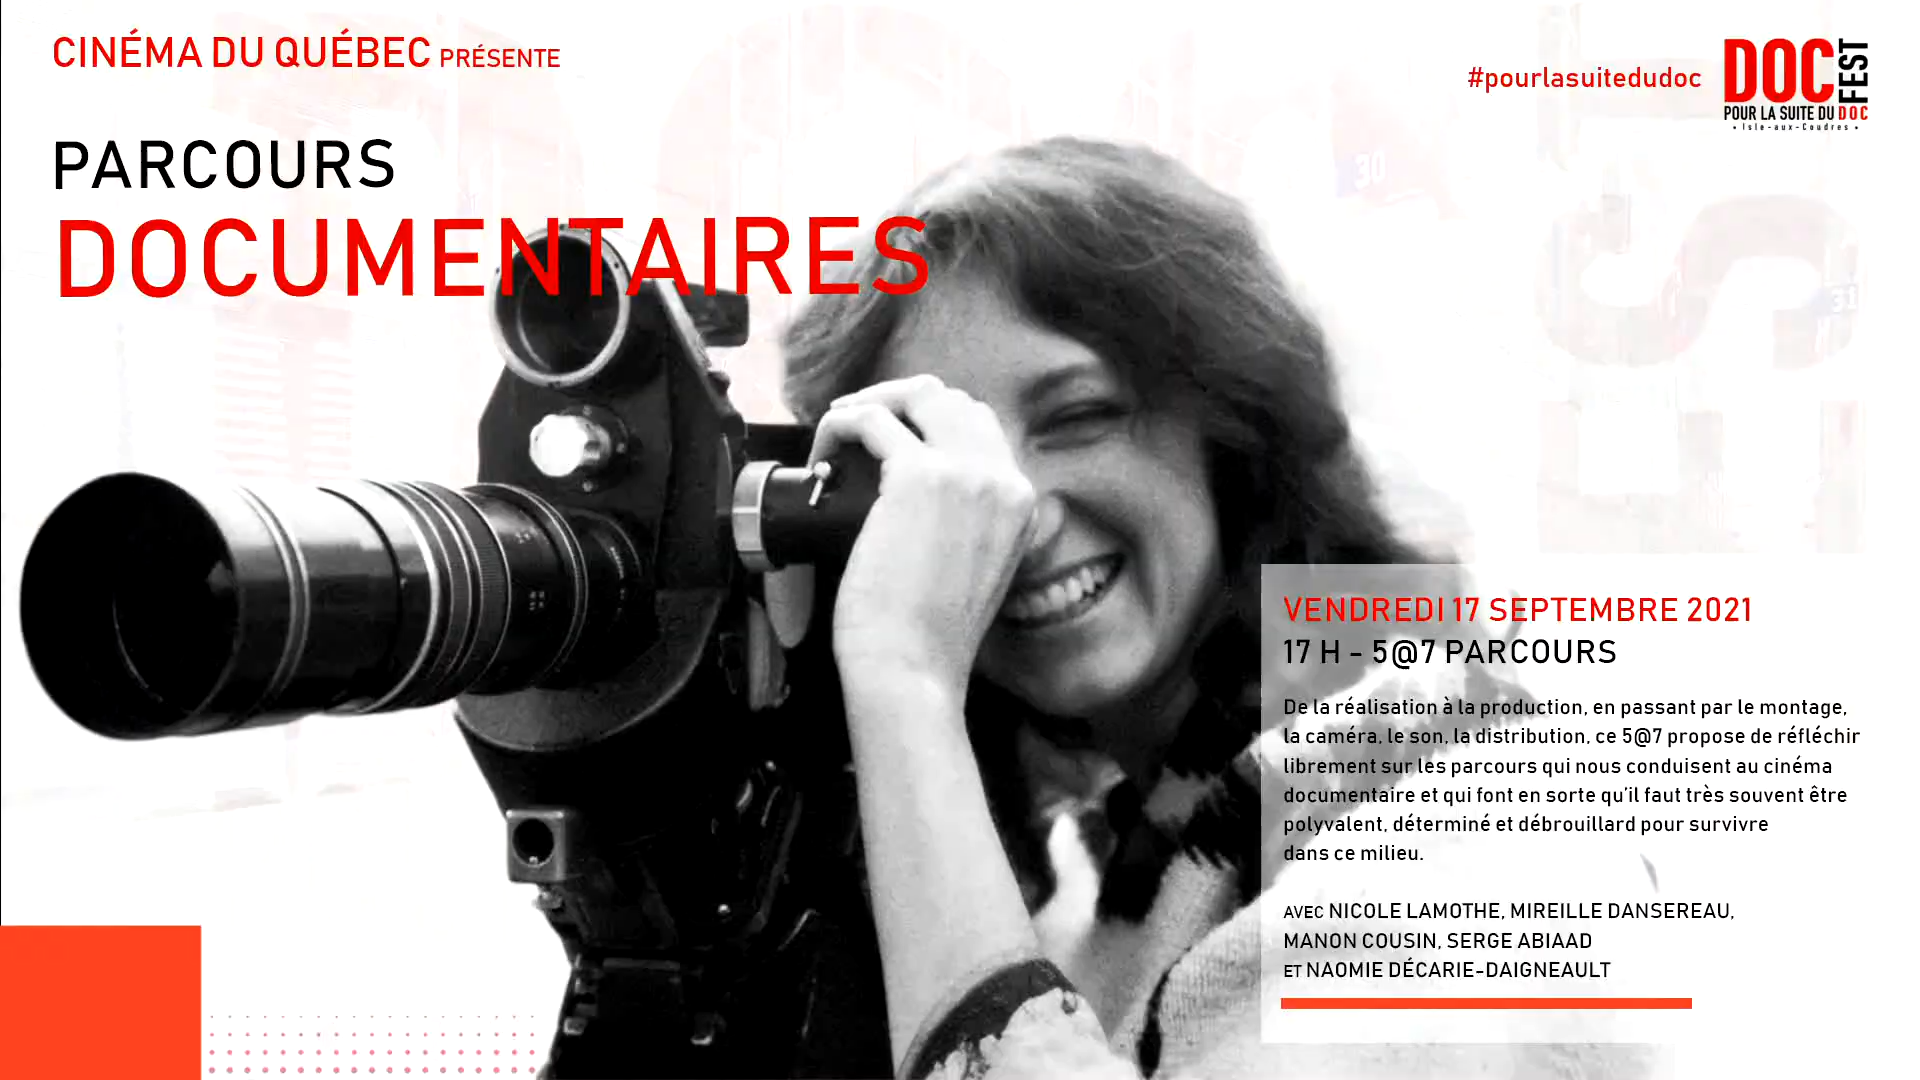 CINÉMA DU QUÉBEC PRÉSENTE
#pourlasuitedudoc
DOC FEST
POUR LA SUITE DU DOC
• Isle-aux-Coudres •
PARCOURS
DOCUMENTAIRES
30
31
VENDREDI 17 SEPTEMBRE 2021
17 H - 5@7 PARCOURS
De la réalisation à la production, en passant par le montage,
la caméra, le son, la distribution, ce 5@7 propose de réfléchir
librement sur les parcours qui nous conduisent au cinéma
documentaire et qui font en sorte qu'il faut très souvent être
polyvalent, déterminé et débrouillard pour survivre
dans ce milieu.
AVEC NICOLE LAMOTHE, MIREILLE DANSEREAU,
MANON COUSIN, SERGE ABIAAD
ET NAOMIE DÉCARIE-DAIGNEAULT